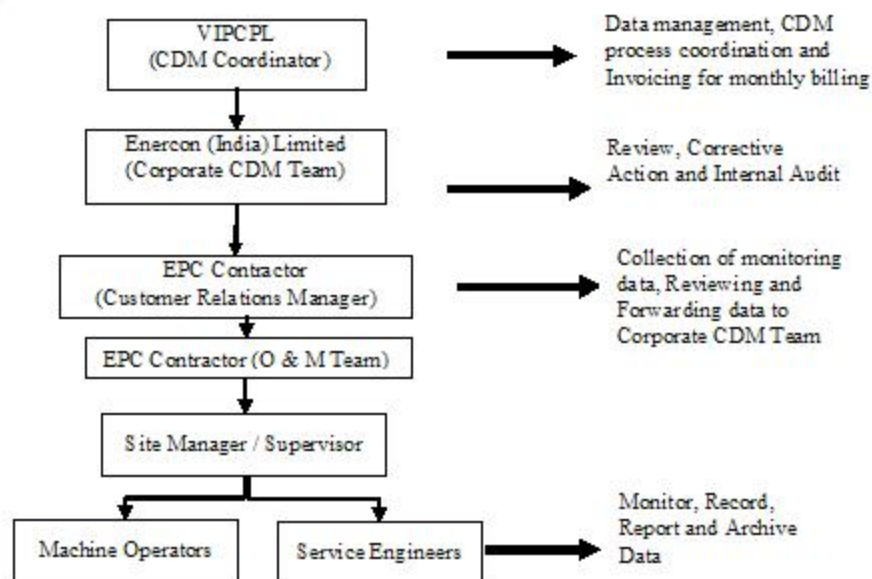 VIPCPL
(CDM Coordinator)
Data management, CDM
process coordination and
Invoicing for monthly billing
Enercon (India) Limited
(Corporate CDM Team)
Review, Corrective
Action and Internal Audit
EPC Contractor
(Customer Relations Manager)
Collection of monitoring
data, Reviewing and
Forwarding data to
Corporate CDM Team
EPC Contractor (O & M Team)
Site Manager / Supervisor
Machine Operators
Service Engineers
Monitor, Record,
Report and Archive
Data